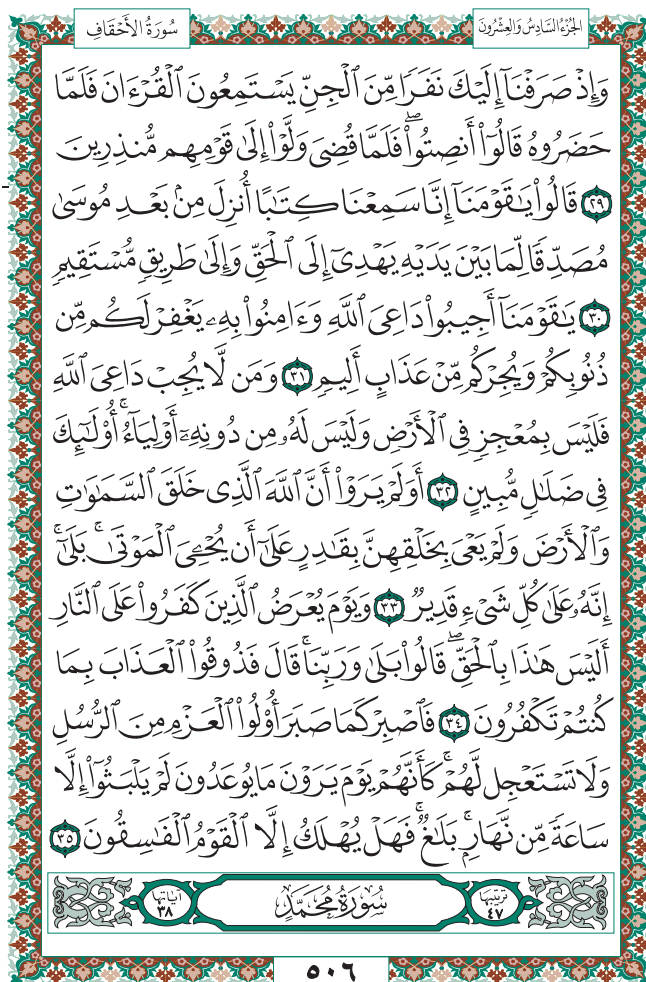 الجُزْءُ السَّادِسُ وَالعِشْرُونَ
سُورَةُ الأَحْقَافِ
وَإِذْ صَرَفْنَآ إِلَيْكَ نَفَرًا مِّنَ ٱلْجِنِّ يَسْتَمِعُونَ ٱلْقُرْءَانَ فَلَمَّا
حَضَرُوهُ قَالُوٓا۟ أَنصِتُوا۟ ۖ فَلَمَّا قُضِىَ وَلَّوْا۟ إِلَىٰ قَوْمِهِم مُّنذِرِينَ
٢٩ قَالُوا۟ يَـٰقَوْمَنَآ إِنَّا سَمِعْنَا كِتَـٰبًا أُنزِلَ مِنۢ بَعْدِ مُوسَىٰ
مُصَدِّقًا لِّمَا بَيْنَ يَدَيْهِ يَهْدِىٓ إِلَى ٱلْحَقِّ وَإِلَىٰ طَرِيقٍ مُّسْتَقِيمٍ
٣٠ يَـٰقَوْمَنَآ أَجِيبُوا۟ دَاعِىَ ٱللَّهِ وَءَامِنُوا۟ بِهِۦ يَغْفِرْ لَكُم مِّن
ذُنُوبِكُمْ وَيُجِرْكُم مِّنْ عَذَابٍ أَلِيمٍ ٣١ وَمَن لَّا يُجِبْ دَاعِىَ ٱللَّهِ
فَلَيْسَ بِمُعْجِزٍ فِى ٱلْأَرْضِ وَلَيْسَ لَهُۥ مِن دُونِهِۦٓ أَوْلِيَآءُ ۚ أُو۟لَـٰٓئِكَ
فِى ضَلَـٰلٍ مُّبِينٍ ٣٢ أَوَلَمْ يَرَوْا۟ أَنَّ ٱللَّهَ ٱلَّذِى خَلَقَ ٱلسَّمَـٰوَٰتِ
وَٱلْأَرْضَ وَلَمْ يَعْىَ بِخَلْقِهِنَّ بِقَـٰدِرٍ عَلَىٰٓ أَن يُحْـِۧىَ ٱلْمَوْتَىٰ ۚ بَلَىٰٓ
إِنَّهُۥ عَلَىٰ كُلِّ شَىْءٍ قَدِيرٌ ٣٣ وَيَوْمَ يُعْرَضُ ٱلَّذِينَ كَفَرُوا۟ عَلَى ٱلنَّارِ
أَلَيْسَ هَـٰذَا بِٱلْحَقِّ ۖ قَالُوا۟ بَلَىٰ وَرَبِّنَا ۚ قَالَ فَذُوقُوا۟ ٱلْعَذَابَ بِمَا
كُنتُمْ تَكْفُرُونَ ٣٤ فَٱصْبِرْ كَمَا صَبَرَ أُو۟لُوا۟ ٱلْعَزْمِ مِنَ ٱلرُّسُلِ
وَلَا تَسْتَعْجِل لَّهُمْ ۚ كَأَنَّهُمْ يَوْمَ يَرَوْنَ مَا يُوعَدُونَ لَمْ يَلْبَثُوٓا۟ إِلَّا
سَاعَةً مِّن نَّهَارٍۭ ۚ بَلَـٰغٌ ۚ فَهَلْ يُهْلَكُ إِلَّا ٱلْقَوْمُ ٱلْفَـٰسِقُونَ ٣٥
ترتيبها ٤٧
سُورَةُ مُحَمَّدٍ
آياتها ٣٨
٥٠٦